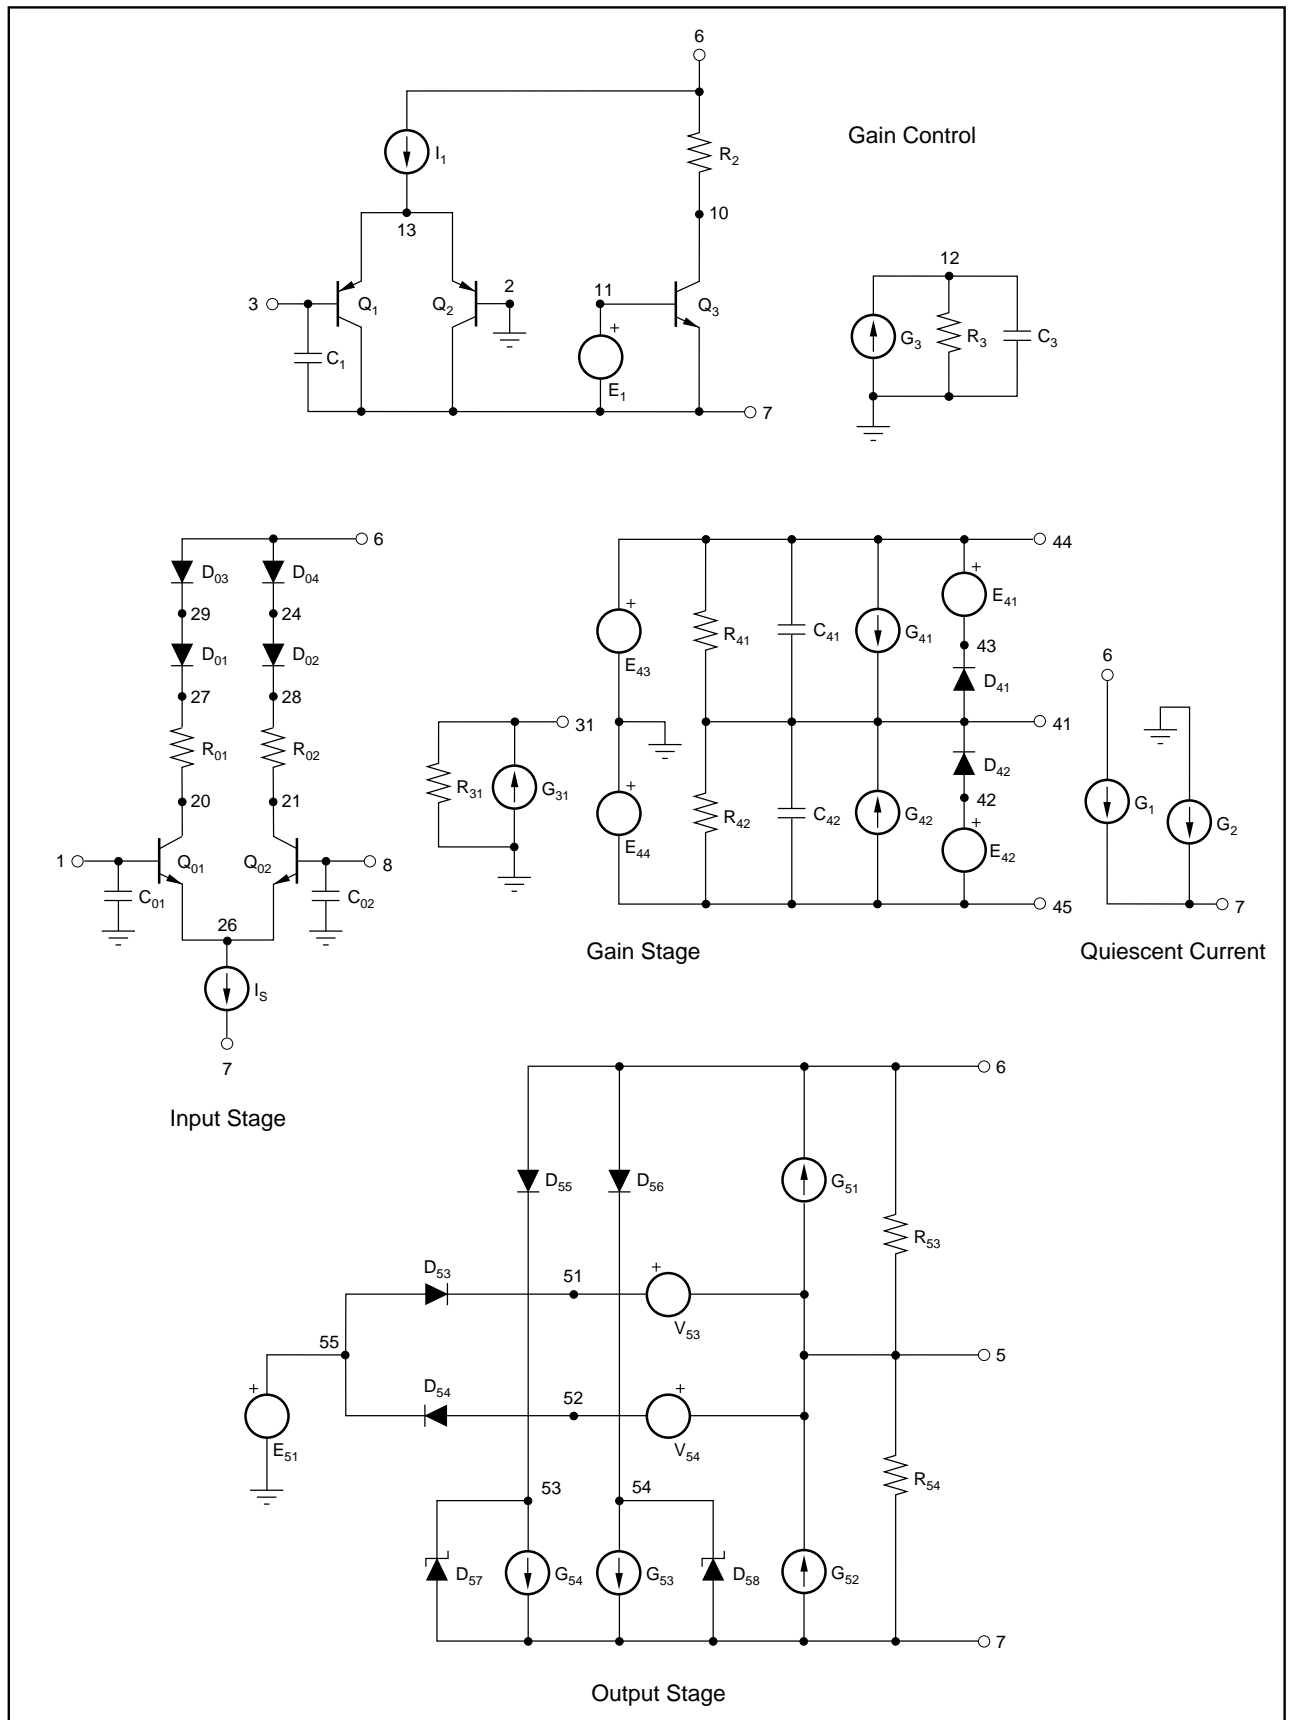 6
Gain Control
I1
R2
13
10
12
3
Q1
Q2
2
11
Q3
+
C1
E1
G3
R3
C3
7
6
D03
D04
29
24
D01
D02
27
28
R01
R02
20
21
1
Q01
Q02
8
C01
C02
26
IS
7
Input Stage
44
+
+
E43
R41
C41
G41
E41
43
D41
31
R31
G31
41
D42
42
+
+
E44
R42
C42
G42
E42
45
Gain Stage
6
G1
G2
7
Quiescent Current
6
D55
D56
G51
R53
D53
51
+
V53
55
5
+
E51
D54
52
+
V54
R54
53
54
D57
G54
G53
D58
G52
7
Output Stage